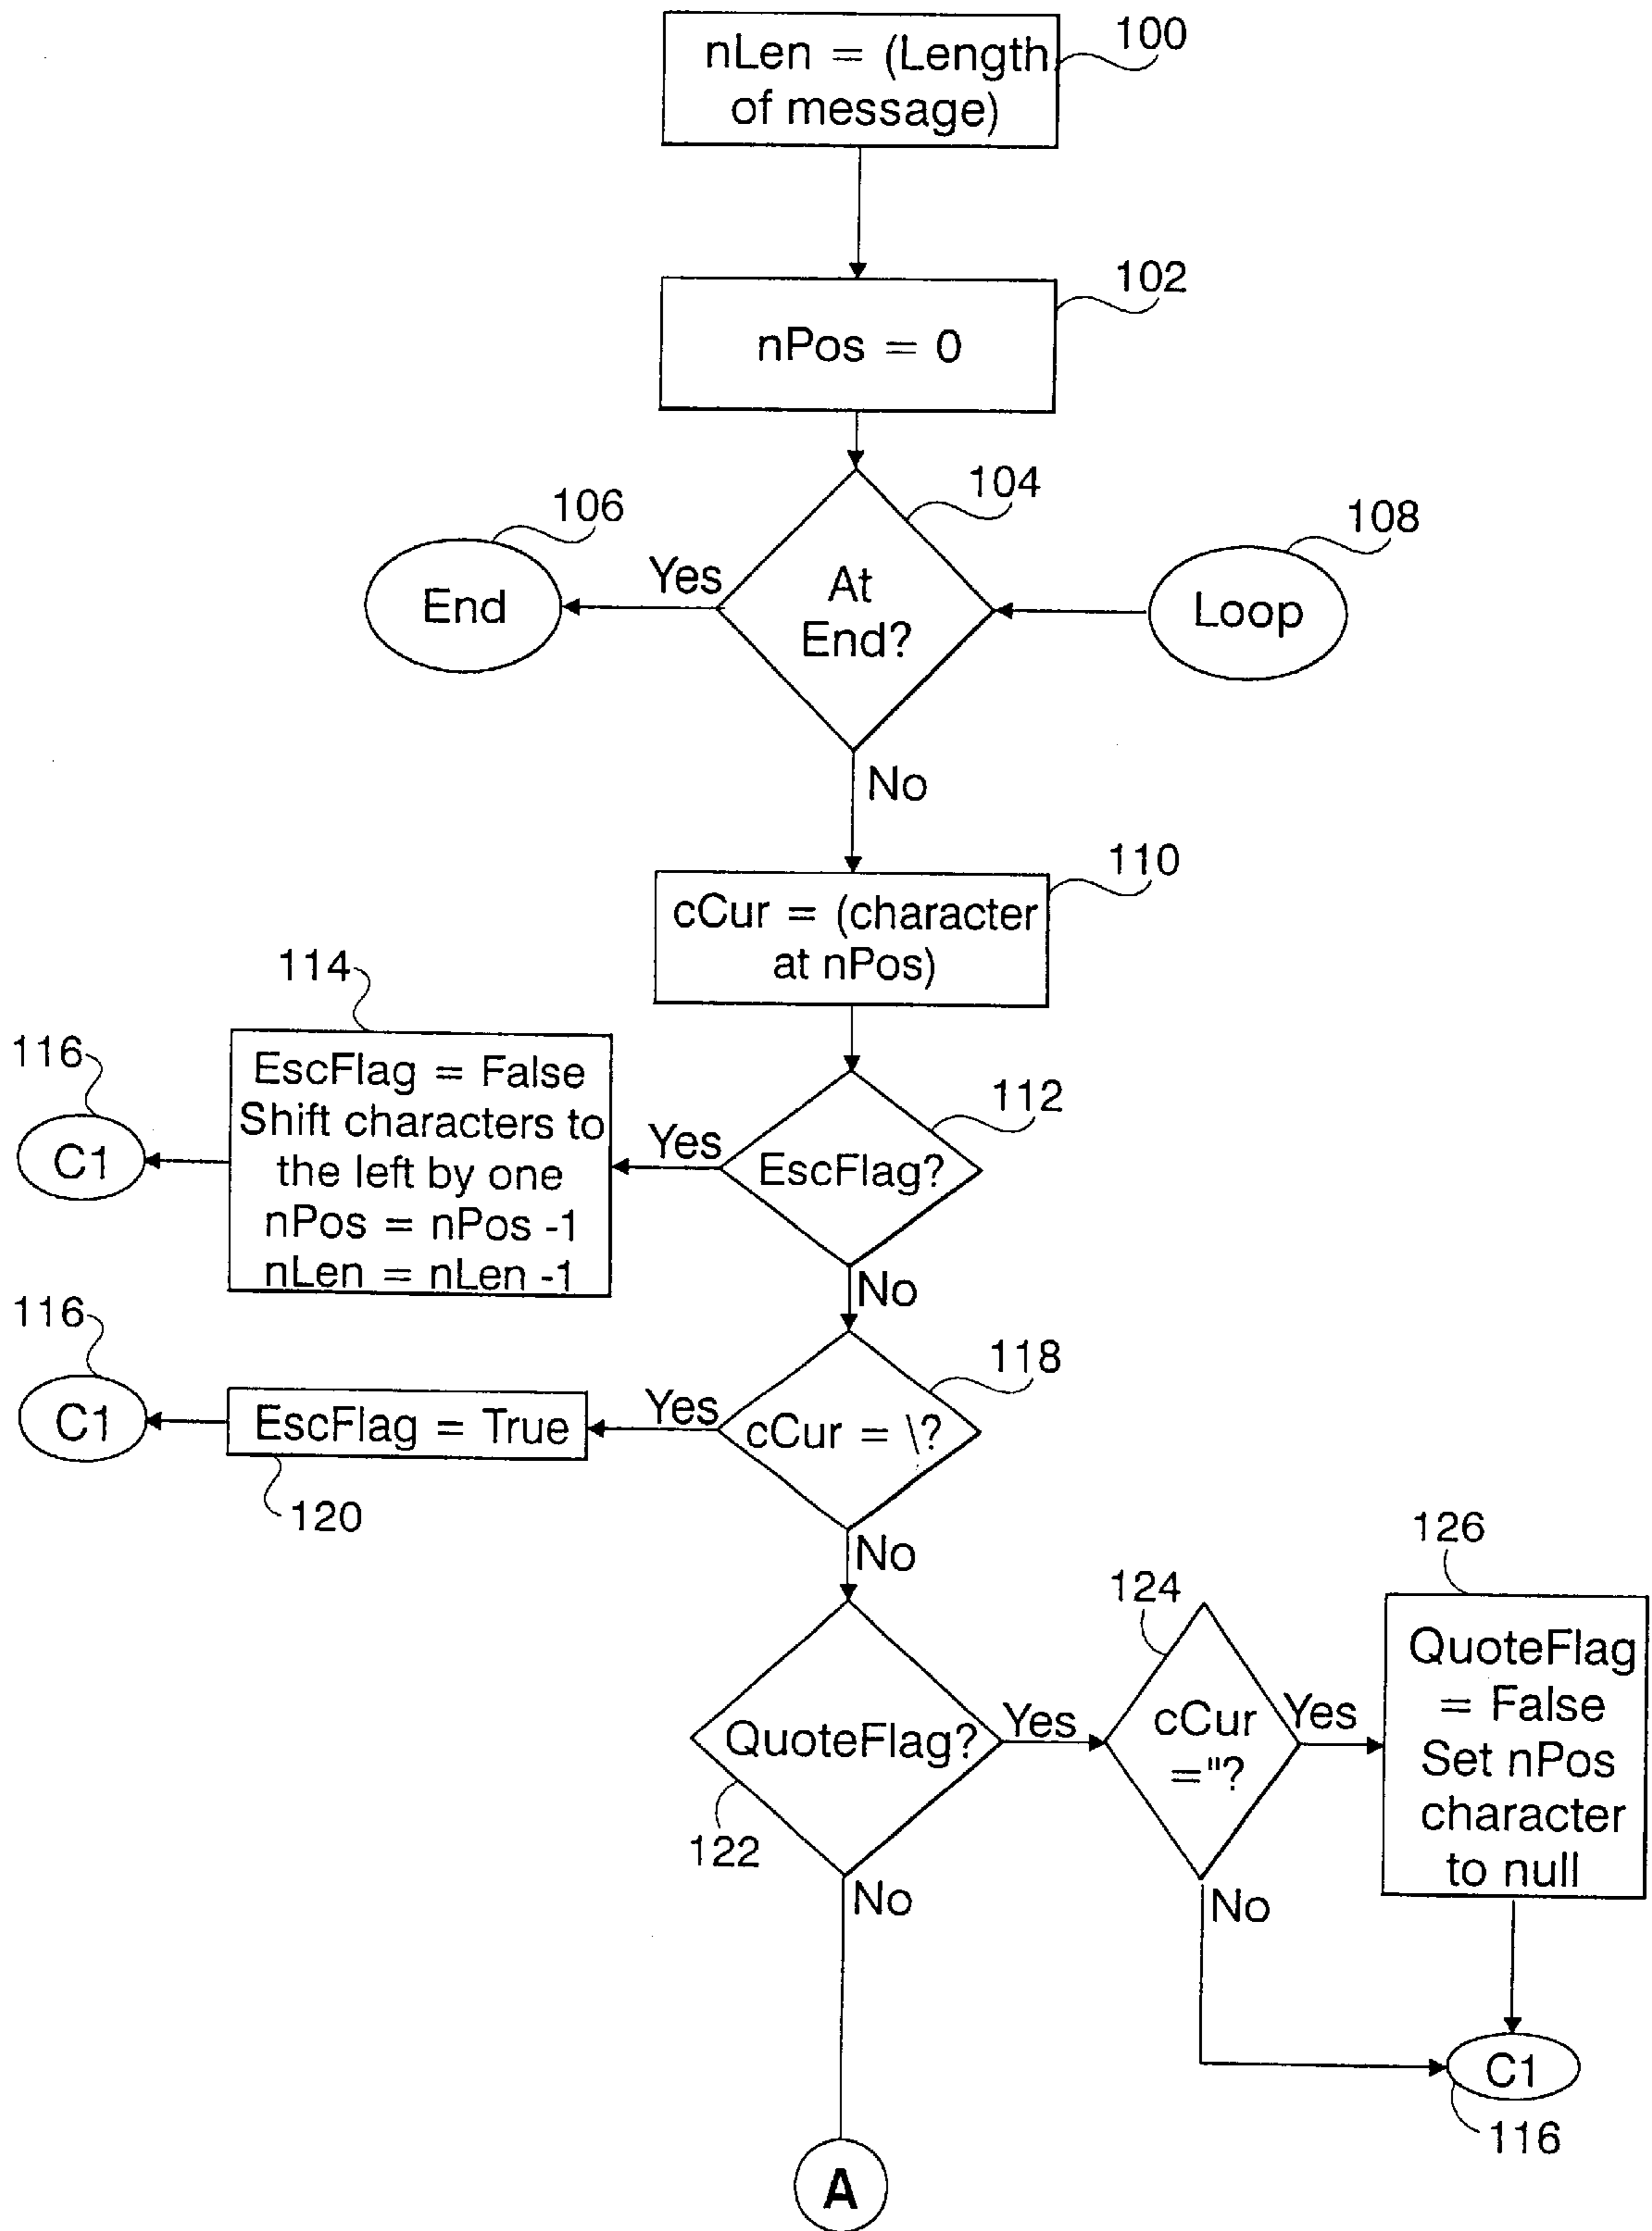 nLen = (Length
of message)
100
nPos = 0
102
104
106
108
At
End?
Yes
End
Loop
No
cCur = (character
at nPos)
110
114
116
C1
EscFlag = False
Shift characters to
the left by one
nPos = nPos -1
nLen = nLen -1
Yes
EscFlag?
112
No
116
C1
EscFlag = True
120
Yes
cCur = \?
118
No
QuoteFlag?
122
Yes
124
cCur
="?
Yes
126
QuoteFlag
= False
Set nPos
character
to null
No
No
C1
116
A